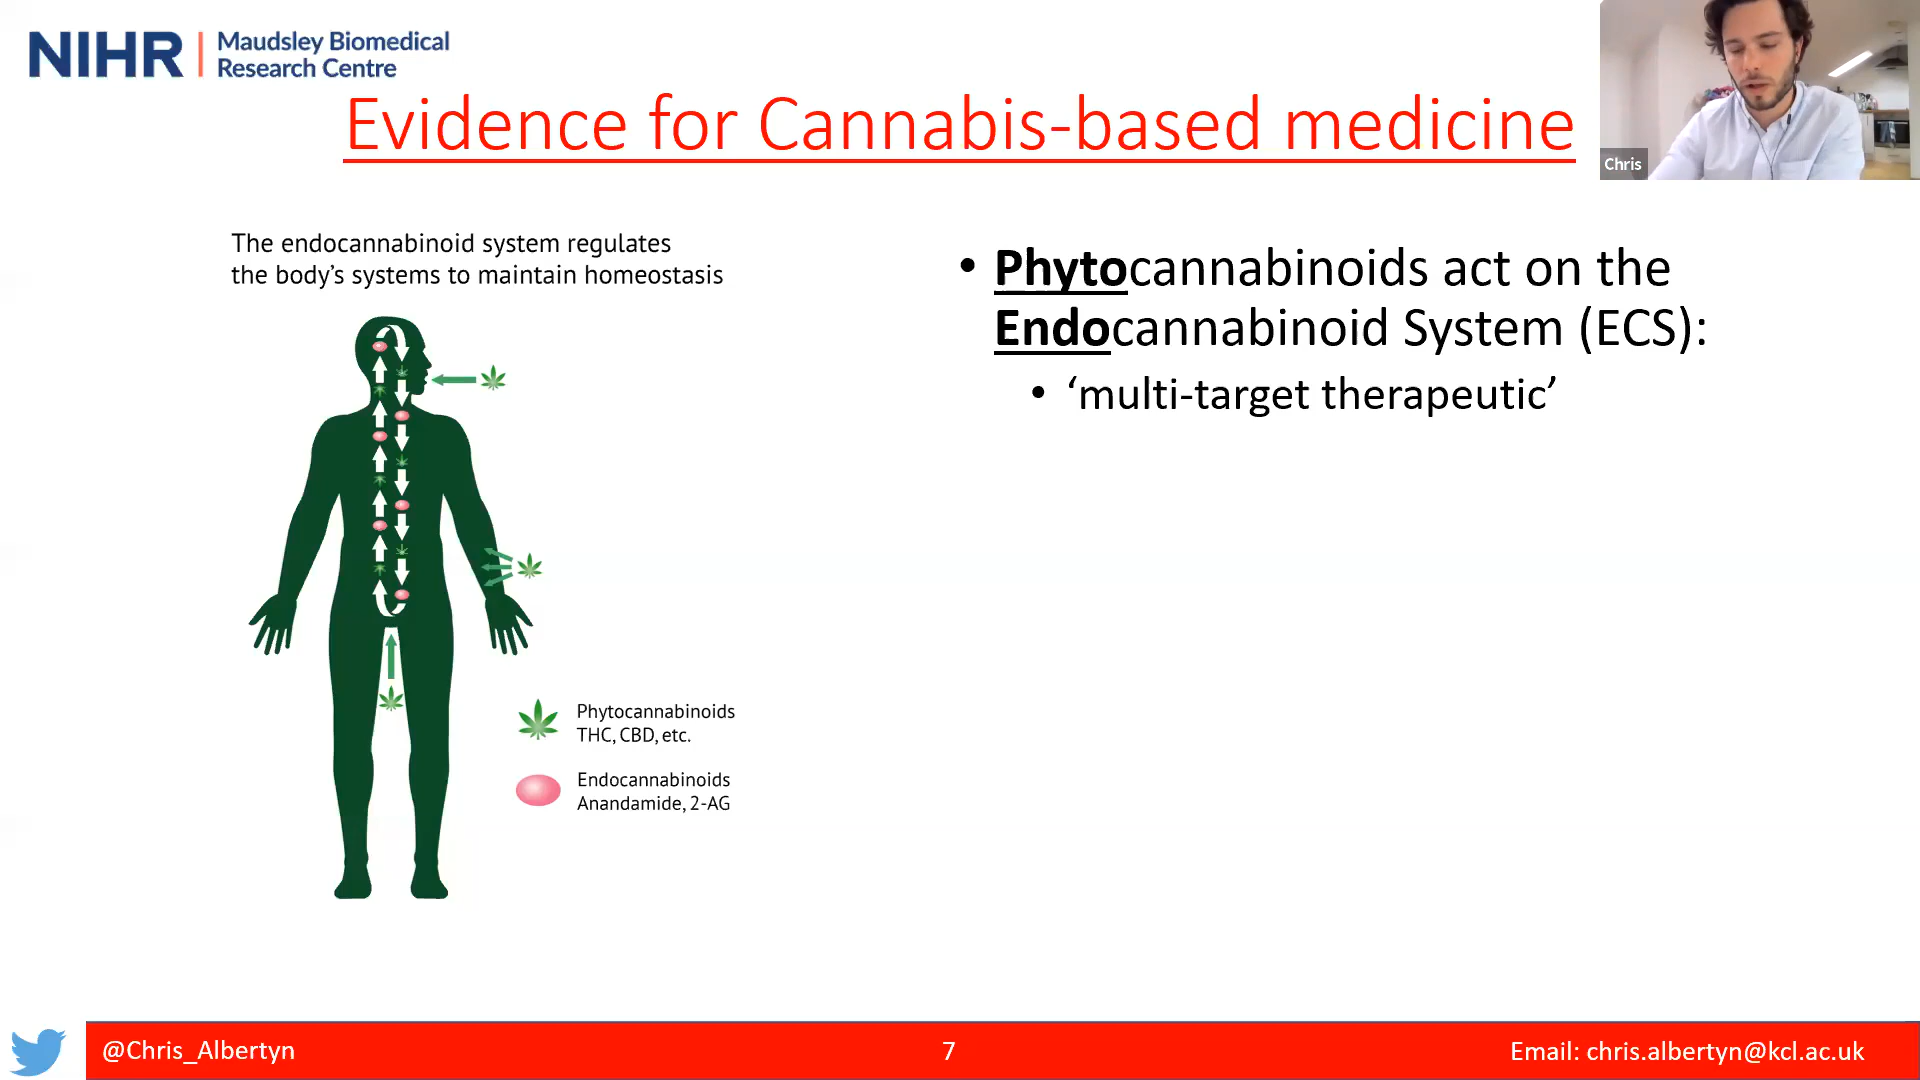 NIHR | Maudsley Biomedical
Research Centre
Evidence for Cannabis-based medicine
Chris
The endocannabinoid system regulates
the body’s systems to maintain homeostasis
• Phytocannabinoids act on the
Endocannabinoid System (ECS):
• ‘multi-target therapeutic’
Phytocannabinoids
THC, CBD, etc.
Endocannabinoids
Anandamide, 2-AG
@Chris_Albertyn
7
Email: chris.albertyn@kcl.ac.uk